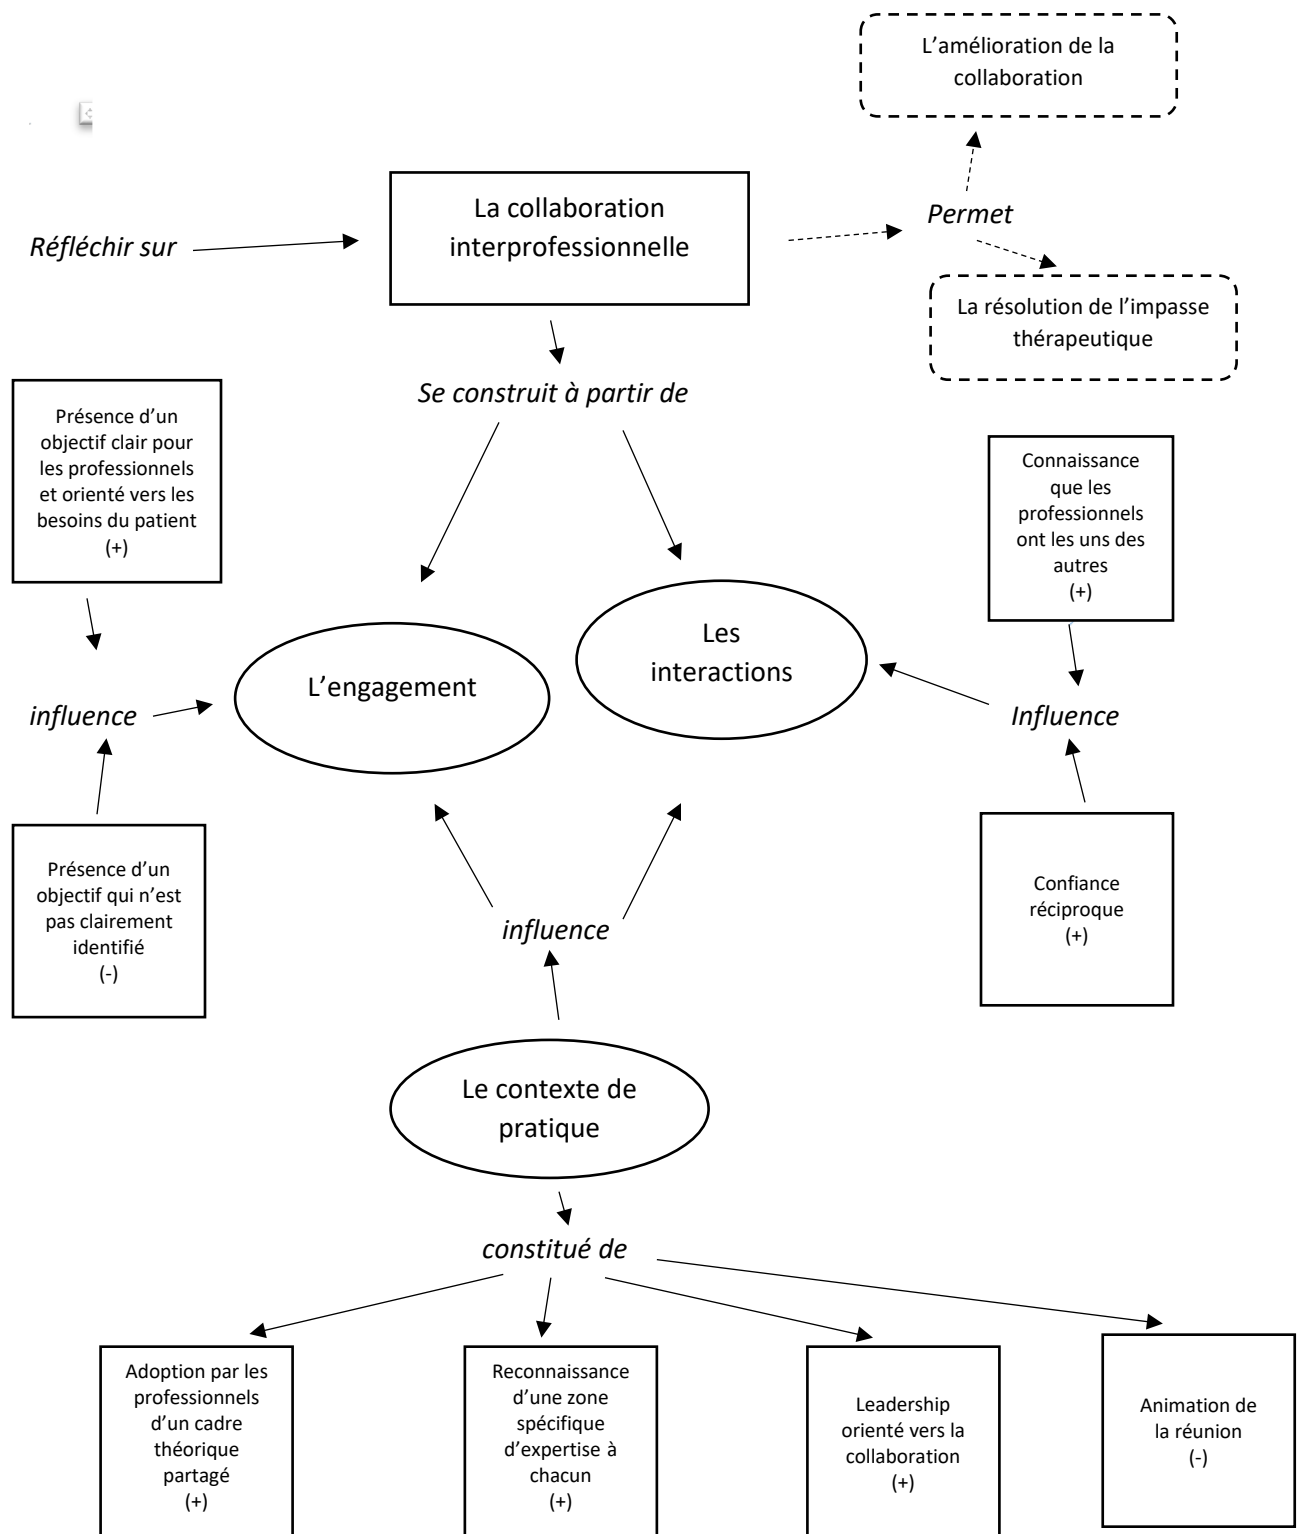 L’amélioration de la
collaboration
La collaboration
interprofessionnelle
Réfléchir sur
Permet
La résolution de l’impasse
thérapeutique
Se construit à partir de
Présence d’un
objectif clair pour
les professionnels
et orienté vers les
besoins du patient
(+)
Connaissance
que les
professionnels
ont les uns des
autres
(+)
Les
interactions
L’engagement
influence
Influence
Présence d’un
objectif qui n’est
pas clairement
identifié
(-)
Confiance
réciproque
(+)
influence
Le contexte de
pratique
constitué de
Adoption par les
professionnels
d’un cadre
théorique
partagé
(+)
Reconnaissance
d’une zone
spécifique
d’expertise à
chacun
(+)
Leadership
orienté vers la
collaboration
(+)
Animation de
la réunion
(-)